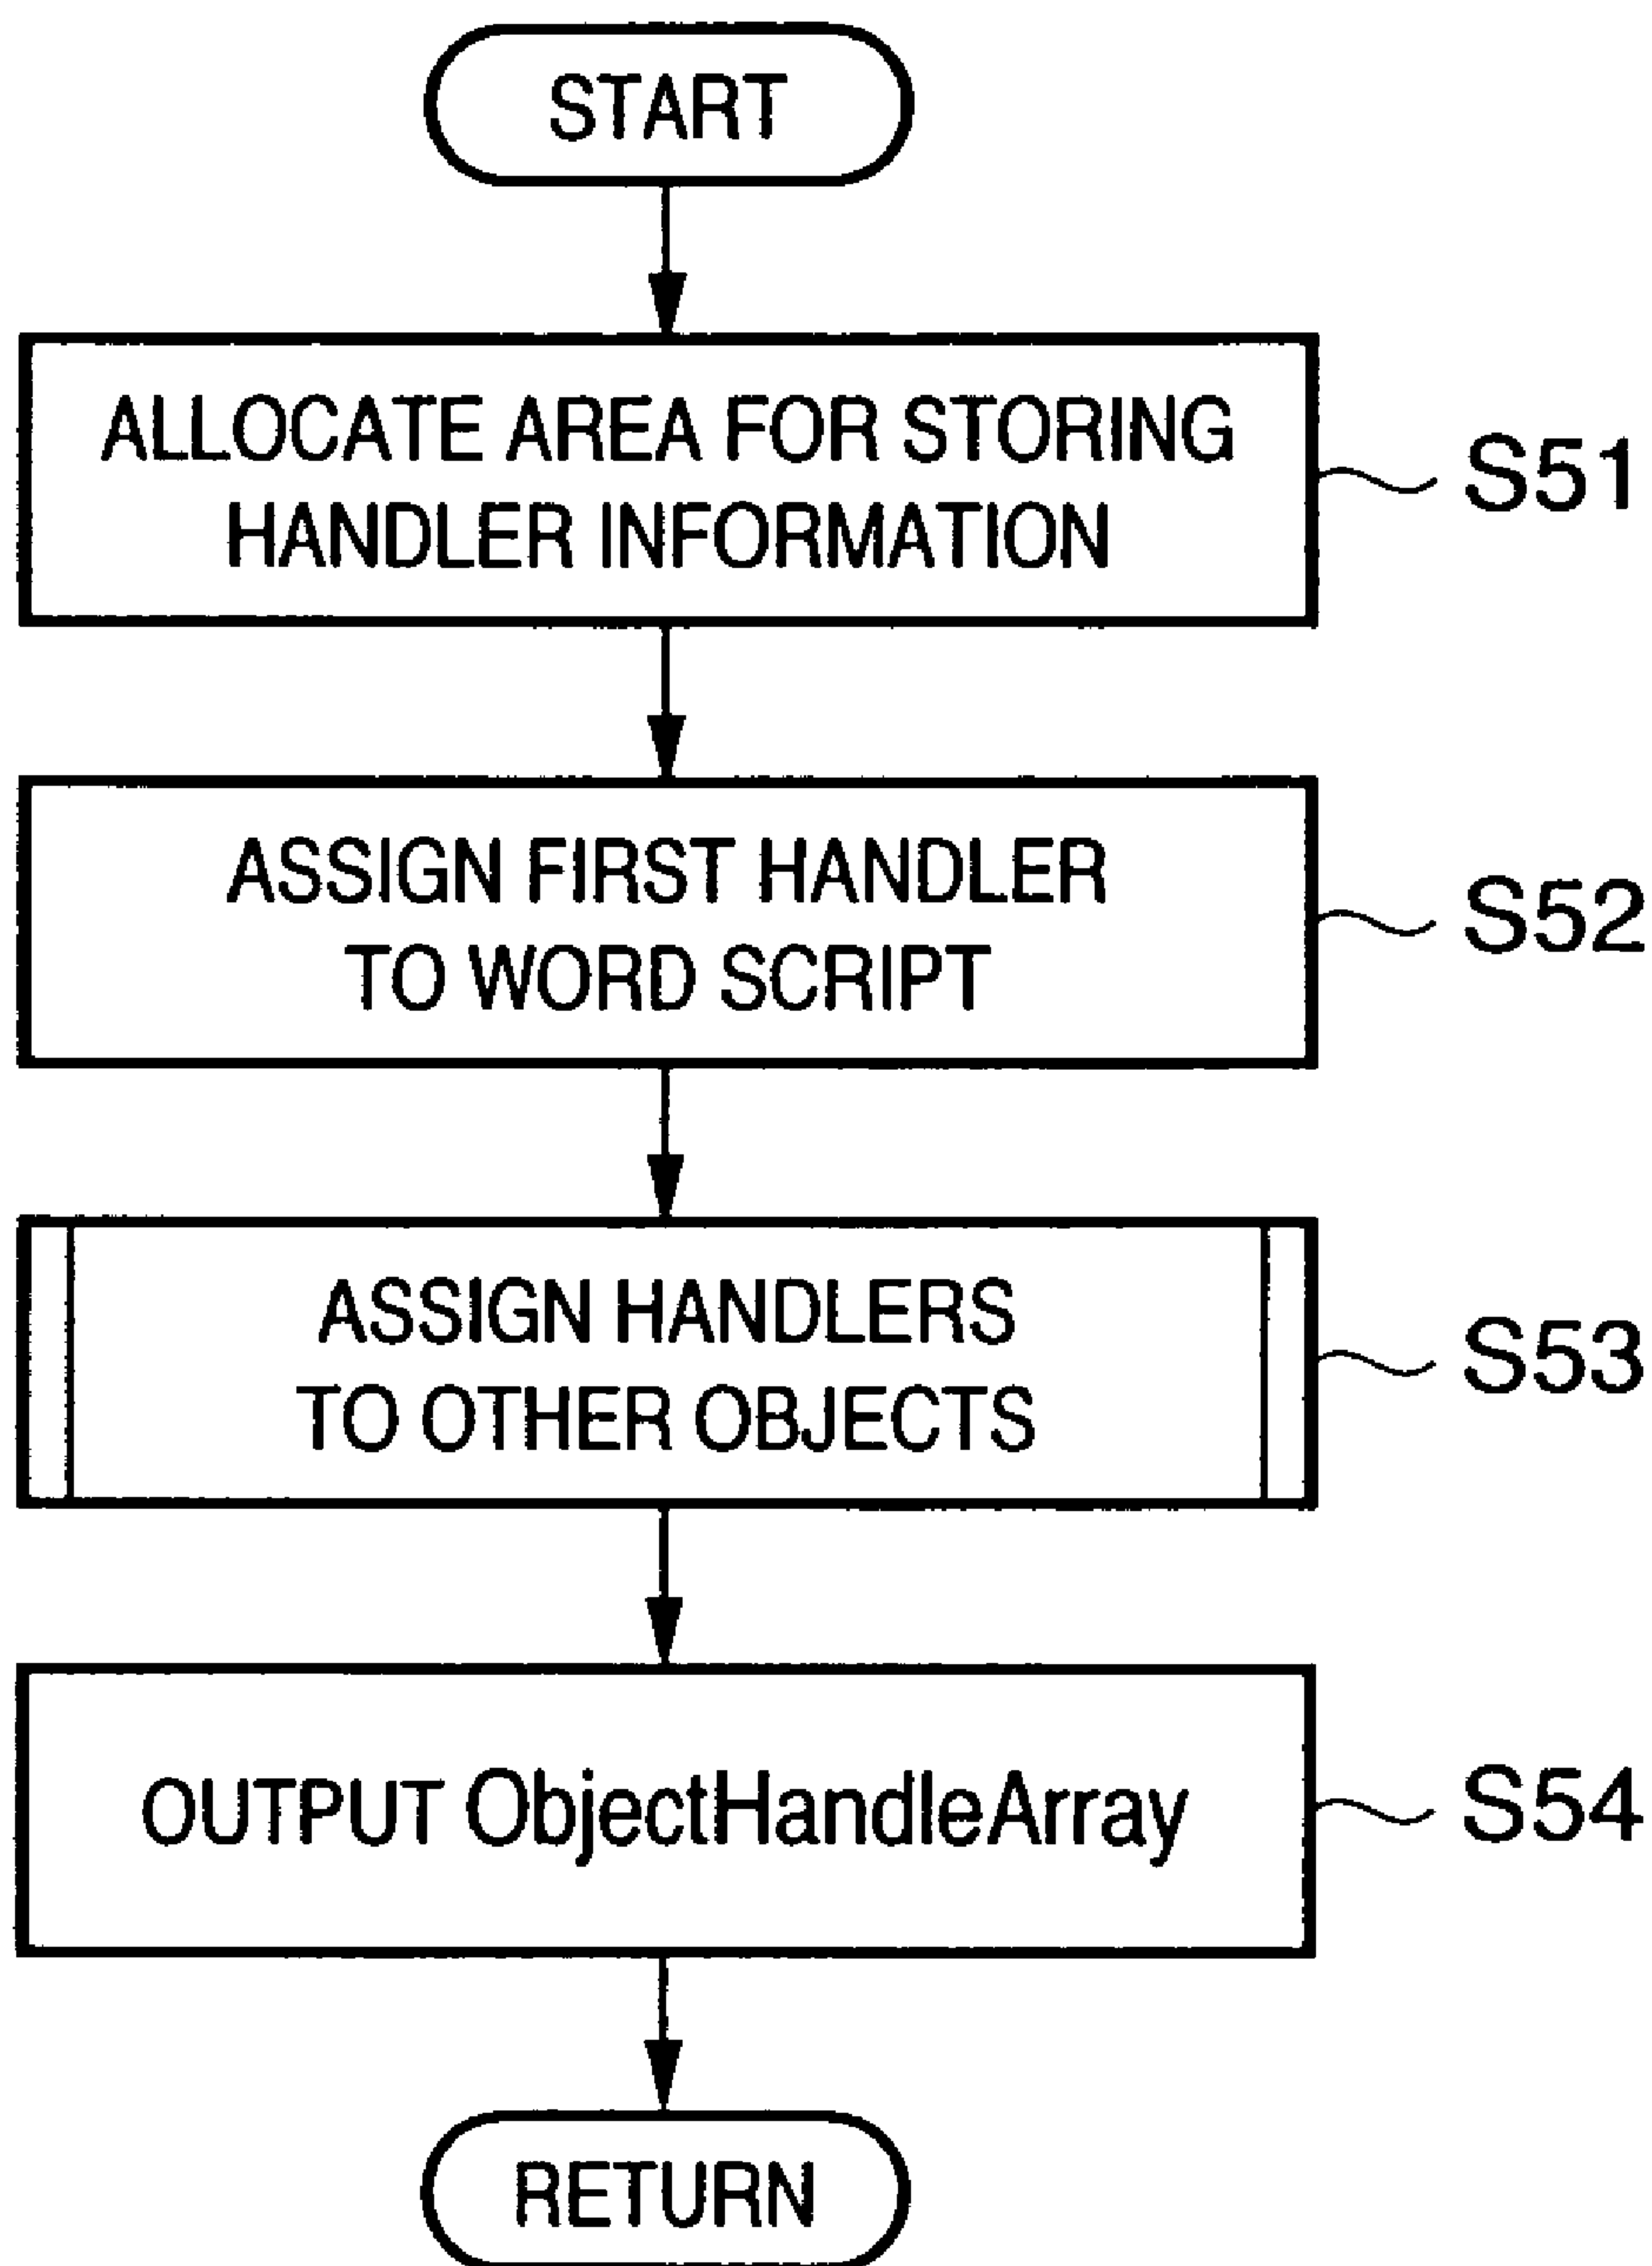 START
ALLOCATE AREA FOR STORING
HANDLER INFORMATION
S51
ASSIGN FIRST HANDLER
TO WORD SCRIPT
S52
ASSIGN HANDLERS
TO OTHER OBJECTS
S53
OUTPUT ObjectHandleArray
S54
RETURN